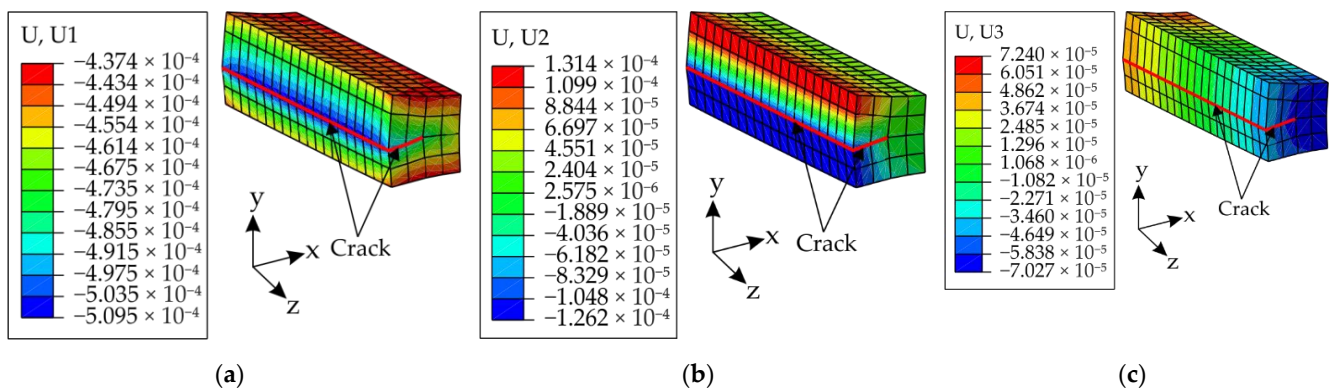 U, U1
−4.374 × 10⁻⁴
−4.434 × 10⁻⁴
−4.494 × 10⁻⁴
−4.554 × 10⁻⁴
−4.614 × 10⁻⁴
−4.675 × 10⁻⁴
−4.735 × 10⁻⁴
−4.795 × 10⁻⁴
−4.855 × 10⁻⁴
−4.915 × 10⁻⁴
−4.975 × 10⁻⁴
−5.035 × 10⁻⁴
−5.095 × 10⁻⁴
y
x
z
Crack
(a)
U, U2
1.314 × 10⁻⁴
1.099 × 10⁻⁴
8.844 × 10⁻⁵
6.697 × 10⁻⁵
4.551 × 10⁻⁵
2.404 × 10⁻⁵
2.575 × 10⁻⁶
−1.889 × 10⁻⁵
−4.036 × 10⁻⁵
−6.182 × 10⁻⁵
−8.329 × 10⁻⁵
−1.048 × 10⁻⁴
−1.262 × 10⁻⁴
y
x
z
Crack
(b)
U, U3
7.240 × 10⁻⁵
6.051 × 10⁻⁵
4.862 × 10⁻⁵
3.674 × 10⁻⁵
2.485 × 10⁻⁵
1.296 × 10⁻⁵
1.068 × 10⁻⁶
−1.082 × 10⁻⁵
−2.271 × 10⁻⁵
−3.460 × 10⁻⁵
−4.649 × 10⁻⁵
−5.838 × 10⁻⁵
−7.027 × 10⁻⁵
y
x
z
Crack
(c)